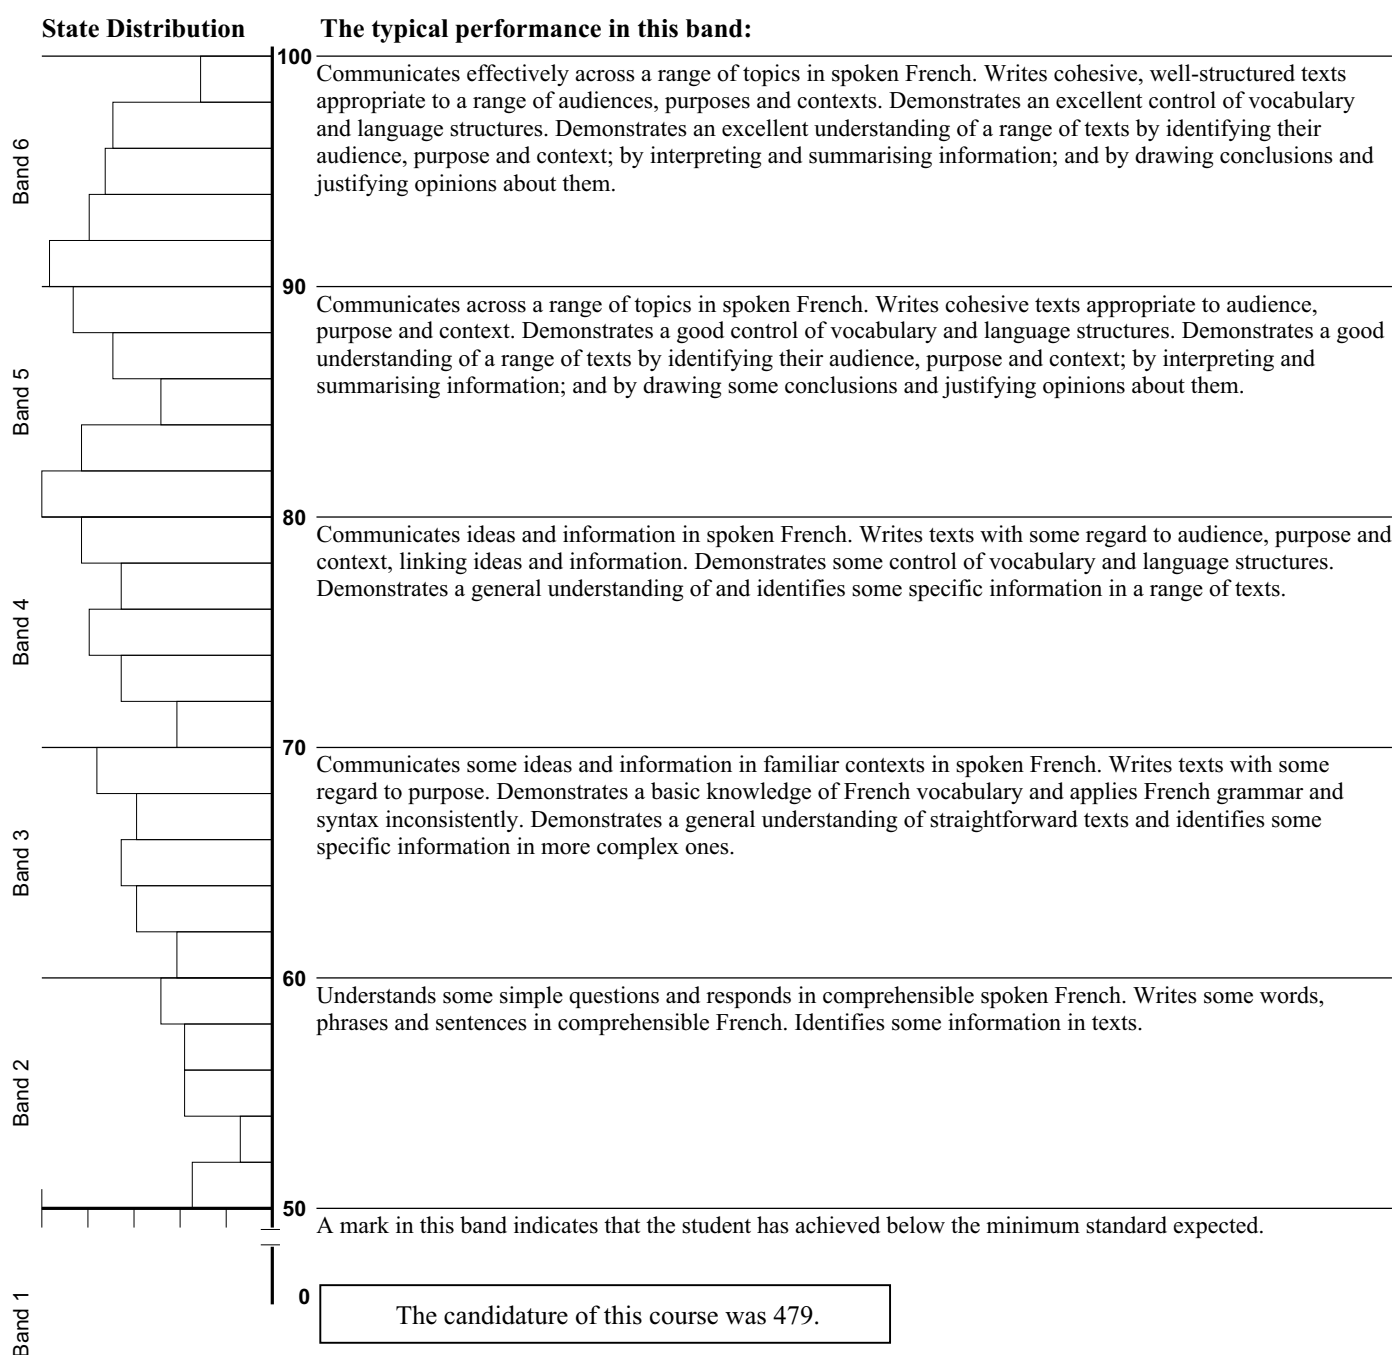 State Distribution
The typical performance in this band:
100
Communicates effectively across a range of topics in spoken French. Writes cohesive, well-structured texts
appropriate to a range of audiences, purposes and contexts. Demonstrates an excellent control of vocabulary
and language structures. Demonstrates an excellent understanding of a range of texts by identifying their
audience, purpose and context; by interpreting and summarising information; and by drawing conclusions and
justifying opinions about them.
Band 6
90
Communicates across a range of topics in spoken French. Writes cohesive texts appropriate to audience,
purpose and context. Demonstrates a good control of vocabulary and language structures. Demonstrates a good
understanding of a range of texts by identifying their audience, purpose and context; by interpreting and
summarising information; and by drawing some conclusions and justifying opinions about them.
Band 5
80
Communicates ideas and information in spoken French. Writes texts with some regard to audience, purpose and
context, linking ideas and information. Demonstrates some control of vocabulary and language structures.
Demonstrates a general understanding of and identifies some specific information in a range of texts.
Band 4
70
Communicates some ideas and information in familiar contexts in spoken French. Writes texts with some
regard to purpose. Demonstrates a basic knowledge of French vocabulary and applies French grammar and
syntax inconsistently. Demonstrates a general understanding of straightforward texts and identifies some
specific information in more complex ones.
Band 3
60
Understands some simple questions and responds in comprehensible spoken French. Writes some words,
phrases and sentences in comprehensible French. Identifies some information in texts.
Band 2
50
A mark in this band indicates that the student has achieved below the minimum standard expected.
0
Band 1
The candidature of this course was 479.